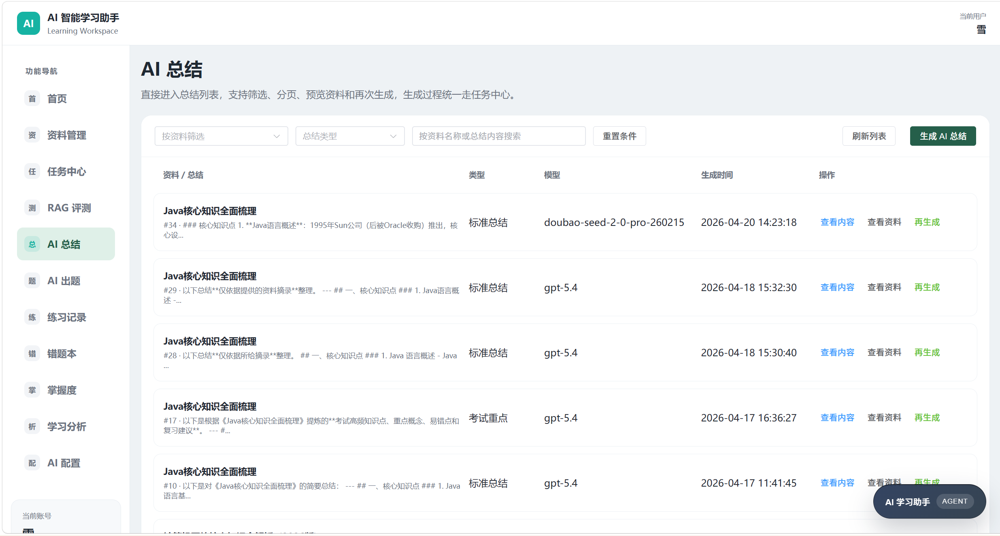 AI
AI 智能学习助手
Learning Workspace
当前用户
雪
功能导航
首 首页
资 资料管理
任 任务中心
测 RAG 评测
总 AI 总结
题 AI 出题
练 练习记录
错 错题本
掌 掌握度
析 学习分析
配 AI 配置
当前账号
雪
AI 总结
直接进入总结列表，支持筛选、分页、预览资料和再次生成，生成过程统一走任务中心。
按资料筛选 总结类型 按资料名称或总结内容搜索 重置条件 刷新列表 生成 AI 总结
资料 / 总结 类型 模型 生成时间 操作
Java核心知识全面梳理
#34 · ### 核心知识点 1. **Java语言概述**：1995年Sun公司（后被Oracle收购）推出，核
心设...
标准总结 doubao-seed-2-0-pro-260215 2026-04-20 14:23:18 查看内容 查看资料 再生成
Java核心知识全面梳理
#29 · 以下总结**仅依据提供的资料摘录**整理。 --- ## 一、核心知识点 ### 1. Java语言概
述 -...
标准总结 gpt-5.4 2026-04-18 15:32:30 查看内容 查看资料 再生成
Java核心知识全面梳理
#28 · 以下总结**仅依据所给摘录**整理。 ## 一、核心知识点 ### 1. Java 语言概述 - Java
...
标准总结 gpt-5.4 2026-04-18 15:30:40 查看内容 查看资料 再生成
Java核心知识全面梳理
#17 · 以下是根据《Java核心知识全面梳理》提炼的**考试高频知识点、重点概念、易错点和
复习建议**。 --- #...
考试重点 gpt-5.4 2026-04-17 16:36:27 查看内容 查看资料 再生成
Java核心知识全面梳理
#10 · 以下是对《Java核心知识全面梳理》的简要总结： --- ## 一、核心知识点 ### 1. Java
语言基...
标准总结 gpt-5.4 2026-04-17 11:41:45 查看内容 查看资料 再生成
AI 学习助手 AGENT